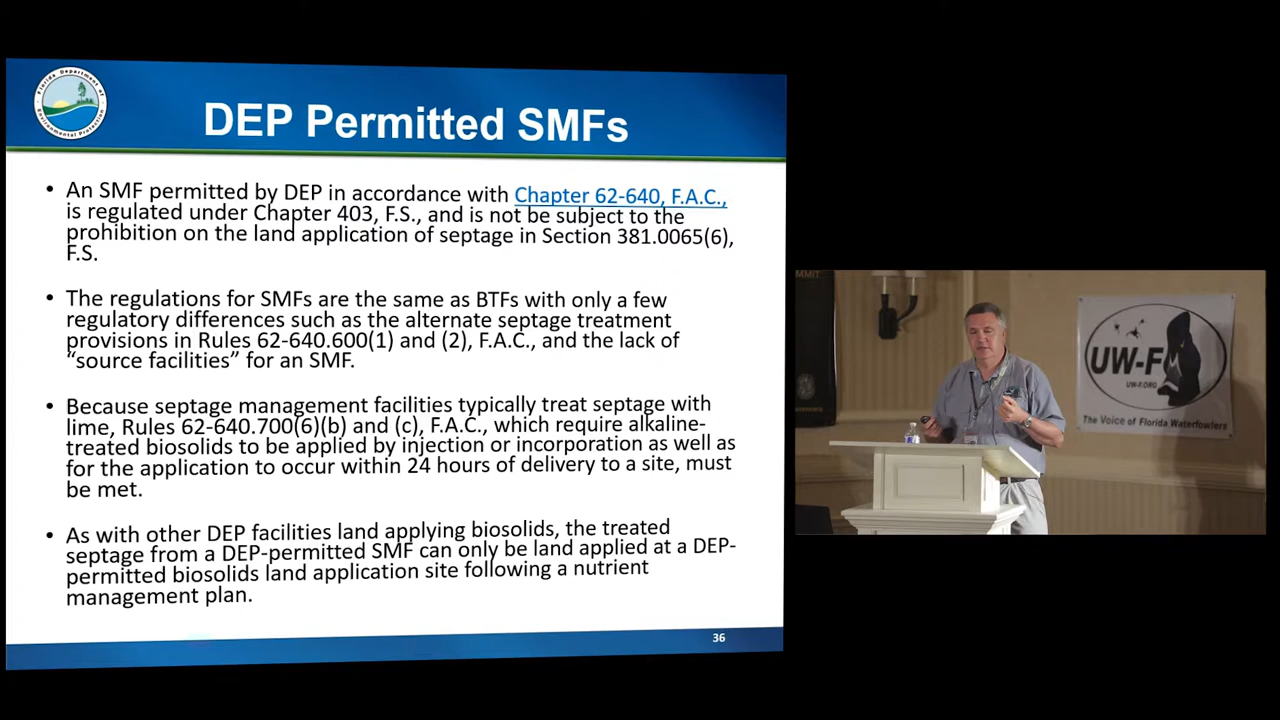 Florida Department of
Environmental Protection
DEP Permitted SMFs
• An SMF permitted by DEP in accordance with Chapter 62-640, F.A.C.,
is regulated under Chapter 403, F.S., and is not be subject to the
prohibition on the land application of septage in Section 381.0065(6),
F.S.
• The regulations for SMFs are the same as BTFs with only a few
regulatory differences such as the alternate septage treatment
provisions in Rules 62-640.600(1) and (2), F.A.C., and the lack of
“source facilities” for an SMF.
• Because septage management facilities typically treat septage with
lime, Rules 62-640.700(6)(b) and (c), F.A.C., which require alkaline-
treated biosolids to be applied by injection or incorporation as well as
for the application to occur within 24 hours of delivery to a site, must
be met.
• As with other DEP facilities land applying biosolids, the treated
septage from a DEP-permitted SMF can only be land applied at a DEP-
permitted biosolids land application site following a nutrient
management plan.
36
UW-F
UW-F.ORG
The Voice of Florida Waterfowlers